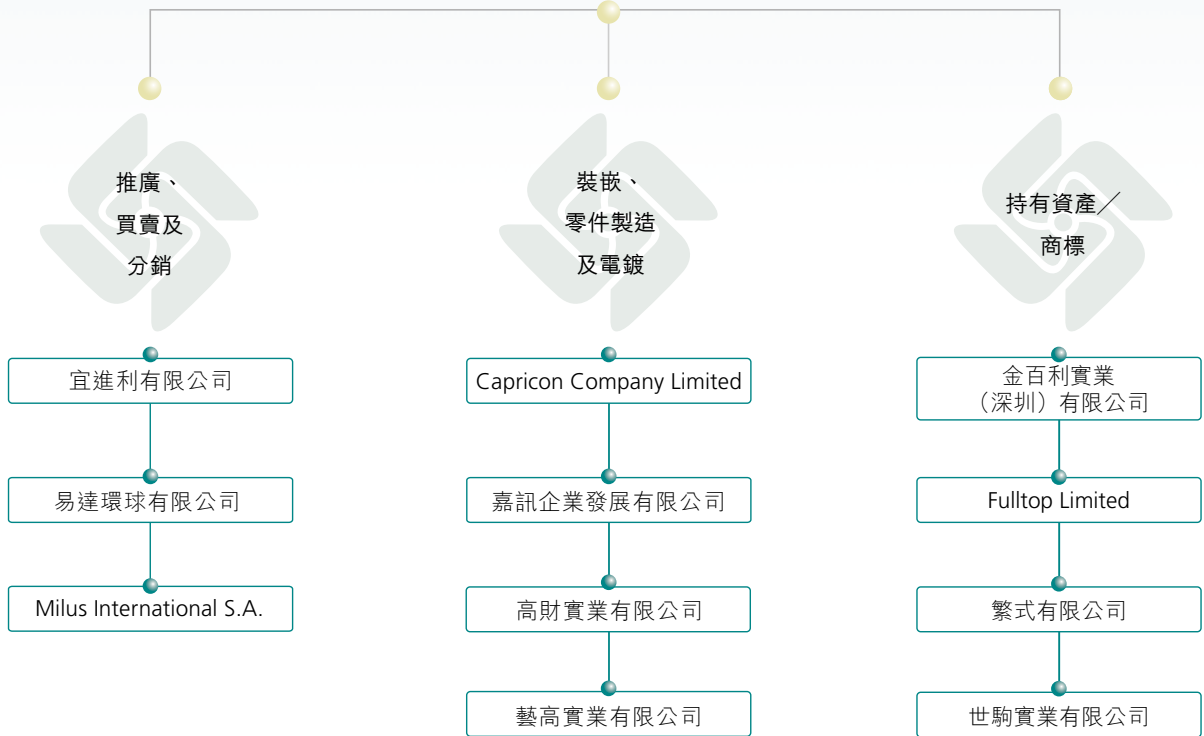 推廣、
買賣及
分銷
宜進利有限公司
易達環球有限公司
Milus International S.A.
裝嵌、
零件製造
及電鍍
Capricon Company Limited
嘉訊企業發展有限公司
高財實業有限公司
藝高實業有限公司
持有資產╱
商標
金百利實業
（深圳）有限公司
Fulltop Limited
繁式有限公司
世駒實業有限公司